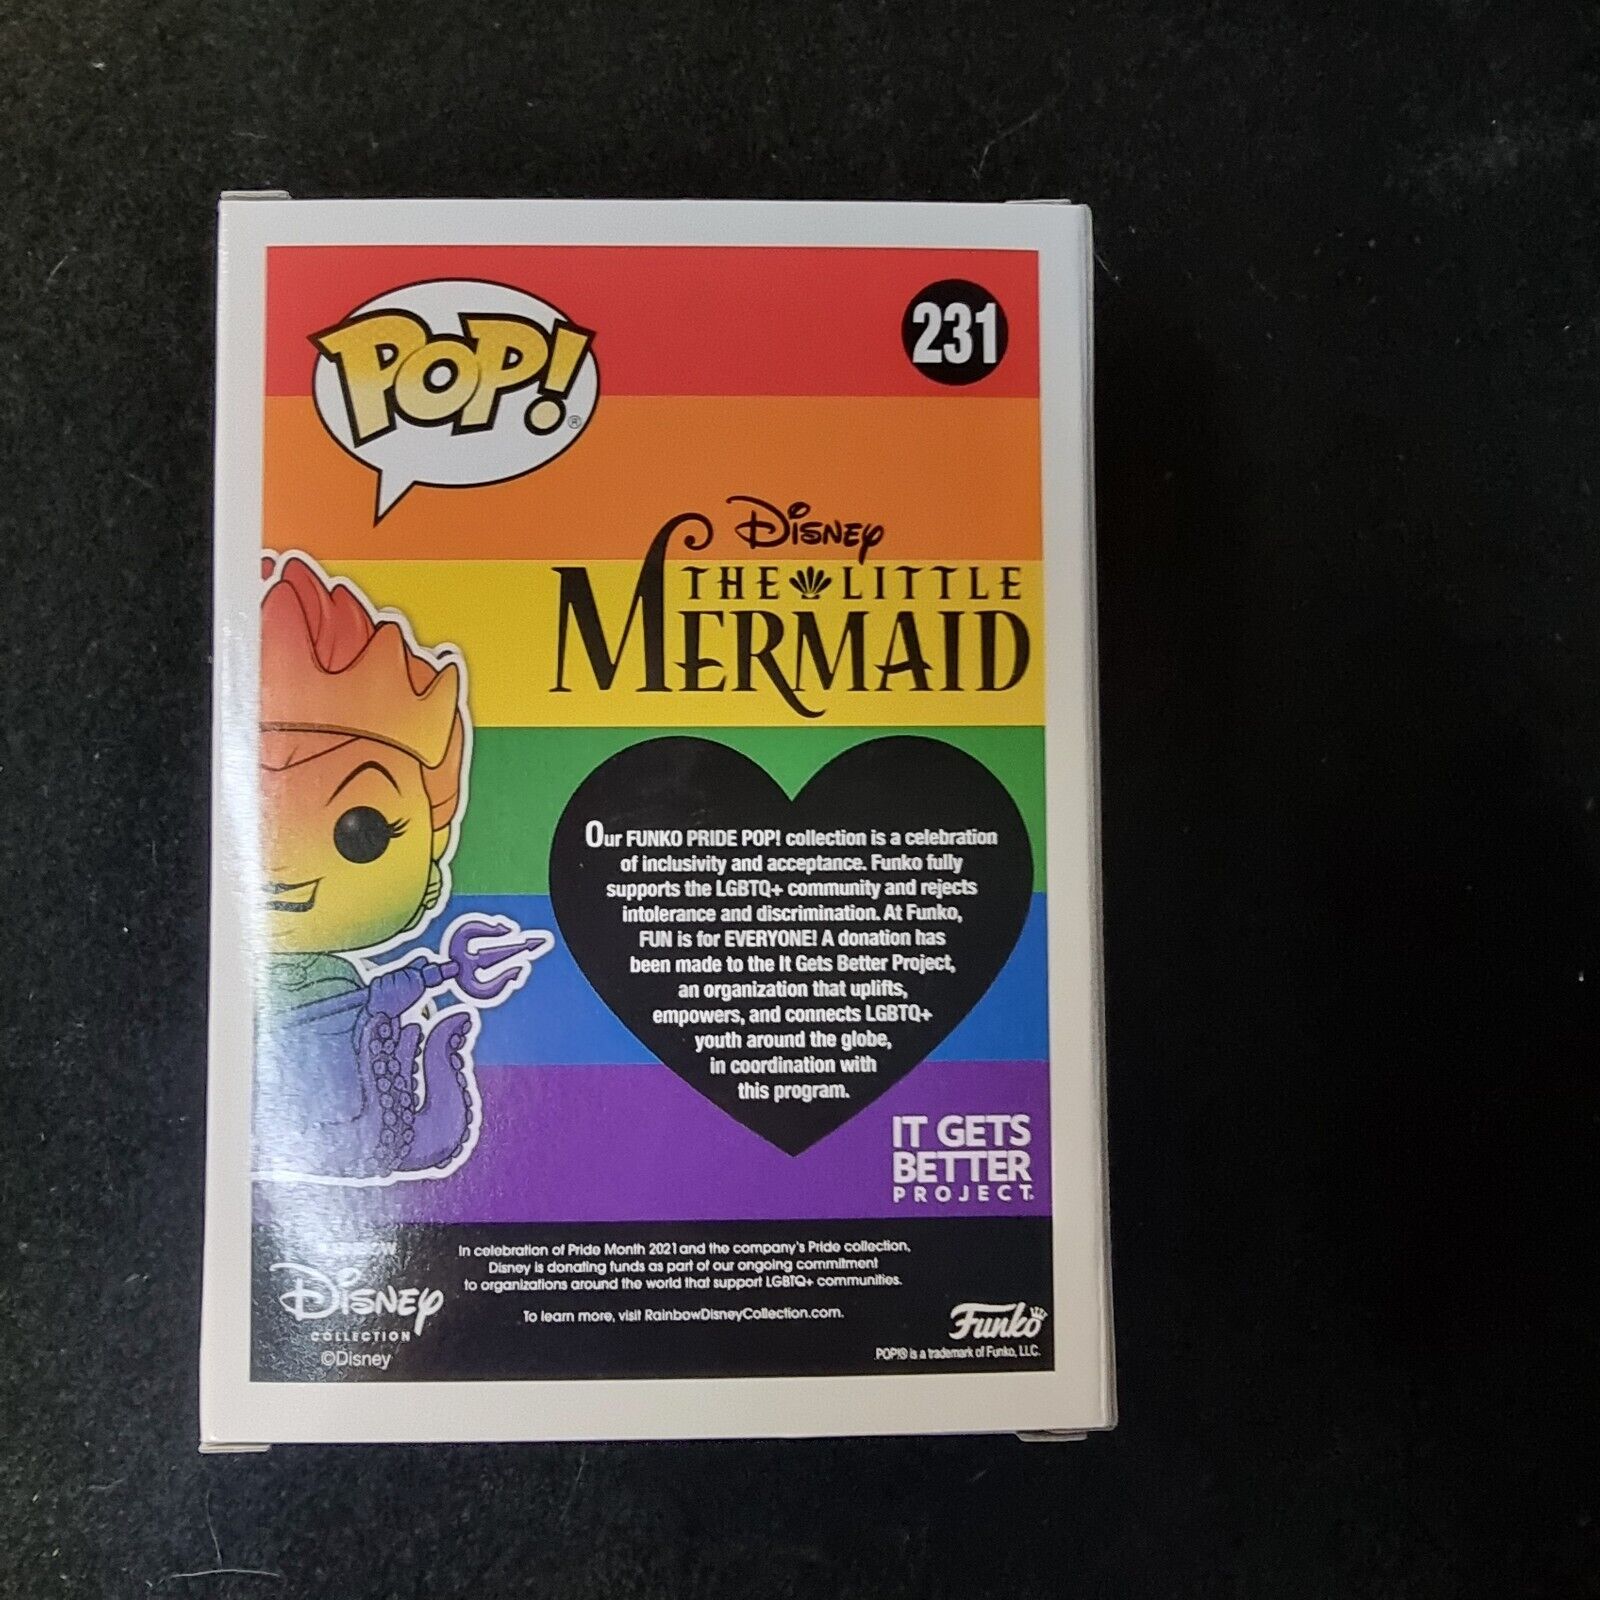 POP!®
231
Disney
THE LITTLE
MERMAID
Our FUNKO PRIDE POP! collection is a celebration
of inclusivity and acceptance. Funko fully
supports the LGBTQ+ community and rejects
intolerance and discrimination. At Funko,
FUN is for EVERYONE! A donation has
been made to the It Gets Better Project,
an organization that uplifts,
empowers, and connects LGBTQ+
youth around the globe,
in coordination with
this program.
IT GETS
BETTER
PROJECT
Disney
COLLECTION
©Disney
In celebration of Pride Month 2021 and the company's Pride collection,
Disney is donating funds as part of our ongoing commitment
to organizations around the world that support LGBTQ+ communities.
To learn more, visit RainbowDisneyCollection.com.
Funko
POP!® is a trademark of Funko, LLC.